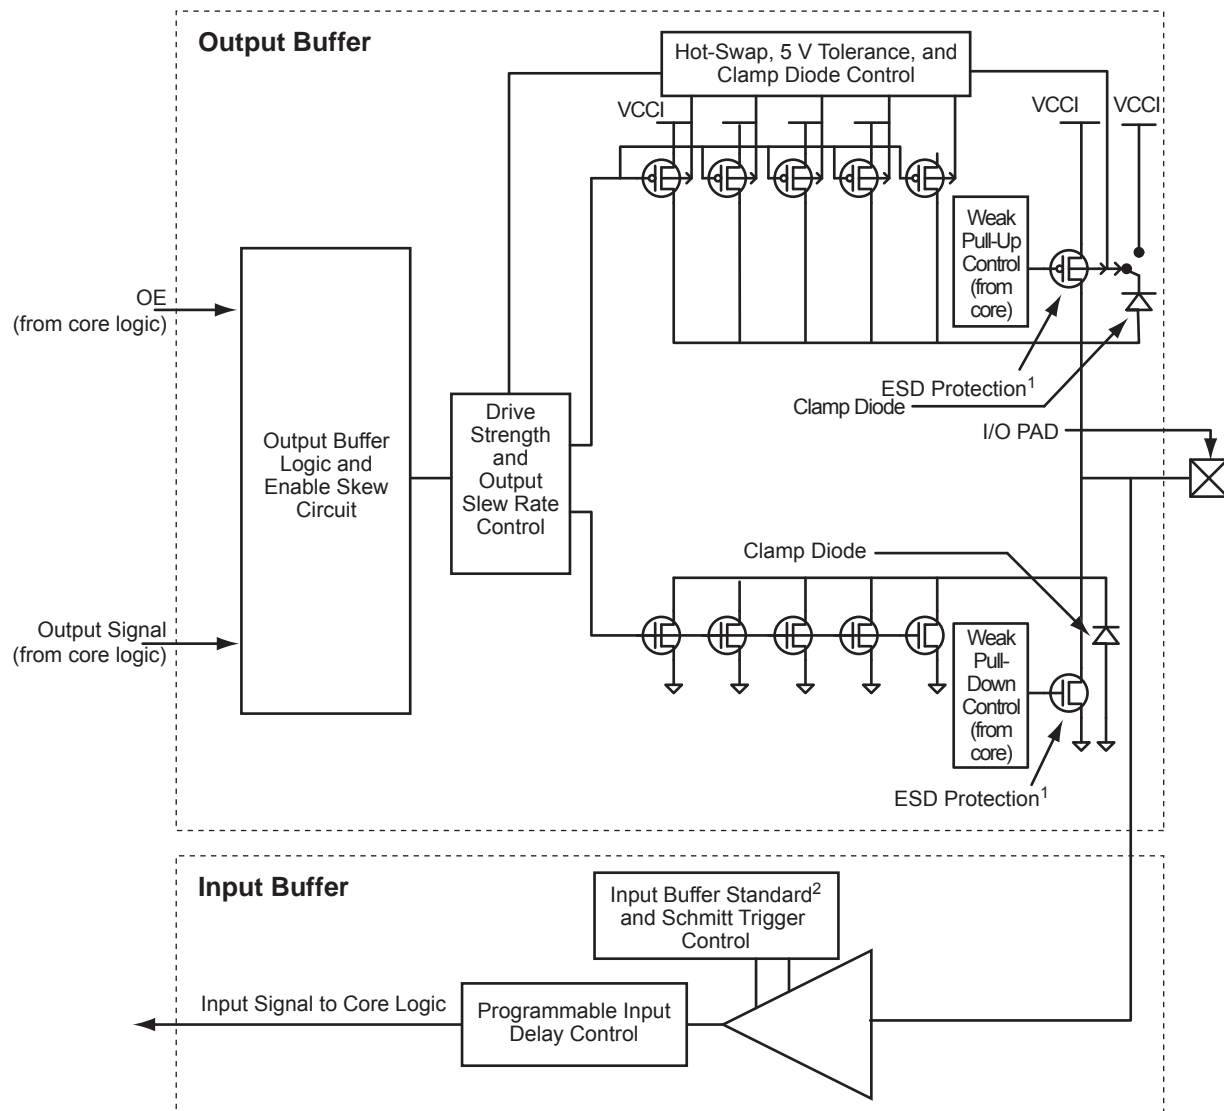 Output Buffer
Hot-Swap, 5 V Tolerance, and
Clamp Diode Control
VCCI
VCCI
VCCI
Weak
Pull-Up
Control
(from
core)
OE
(from core logic)
ESD Protection1
Clamp Diode
I/O PAD
Drive
Strength
and
Output
Slew Rate
Control
Output Buffer
Logic and
Enable Skew
Circuit
Clamp Diode
Output Signal
(from core logic)
Weak
Pull-
Down
Control
(from
core)
ESD Protection1
Input Buffer
Input Buffer Standard2
and Schmitt Trigger
Control
Input Signal to Core Logic
Programmable Input
Delay Control